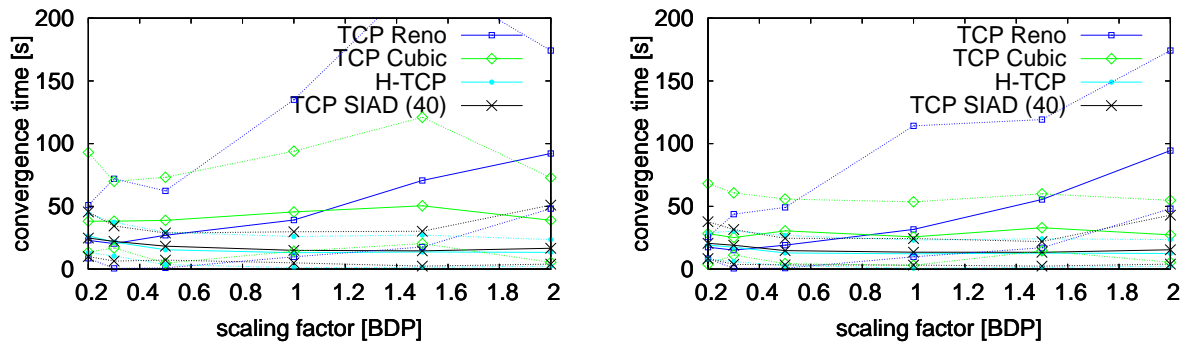 200
150
100
50
0
convergence time [s]
0.2 0.4 0.6 0.8 1 1.2 1.4 1.6 1.8 2
scaling factor [BDP]
TCP Reno
TCP Cubic
H-TCP
TCP SIAD (40)
200
150
100
50
0
convergence time [s]
0.2 0.4 0.6 0.8 1 1.2 1.4 1.6 1.8 2
scaling factor [BDP]
TCP Reno
TCP Cubic
H-TCP
TCP SIAD (40)